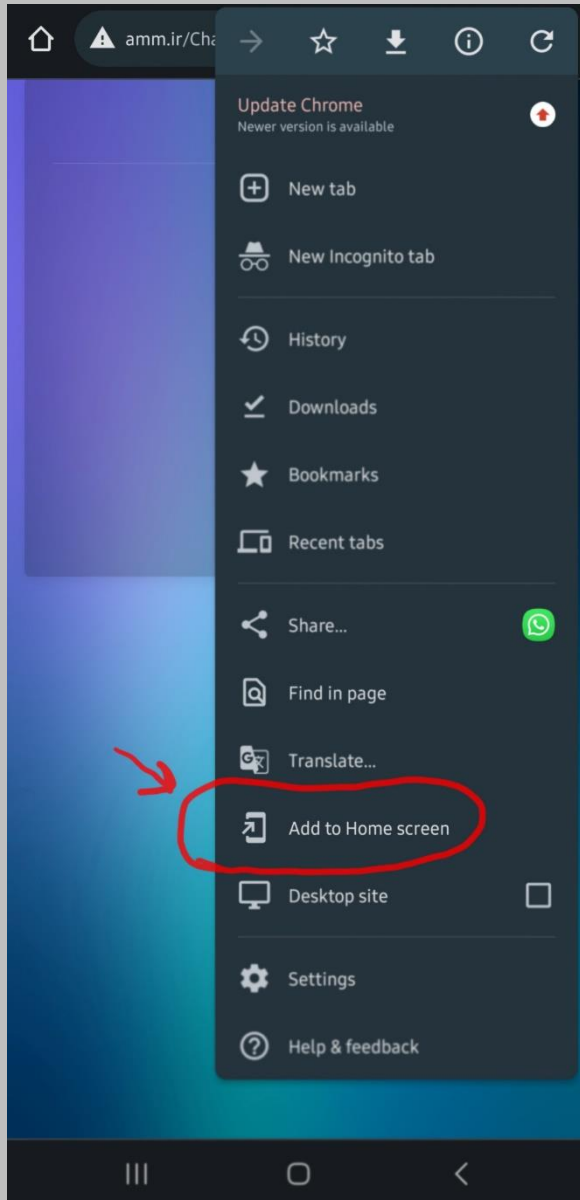 amm.ir/Cha
Update Chrome
Newer version is available
New tab
New Incognito tab
History
Downloads
Bookmarks
Recent tabs
Share...
Find in page
Translate...
Add to Home screen
Desktop site
Settings
Help & feedback